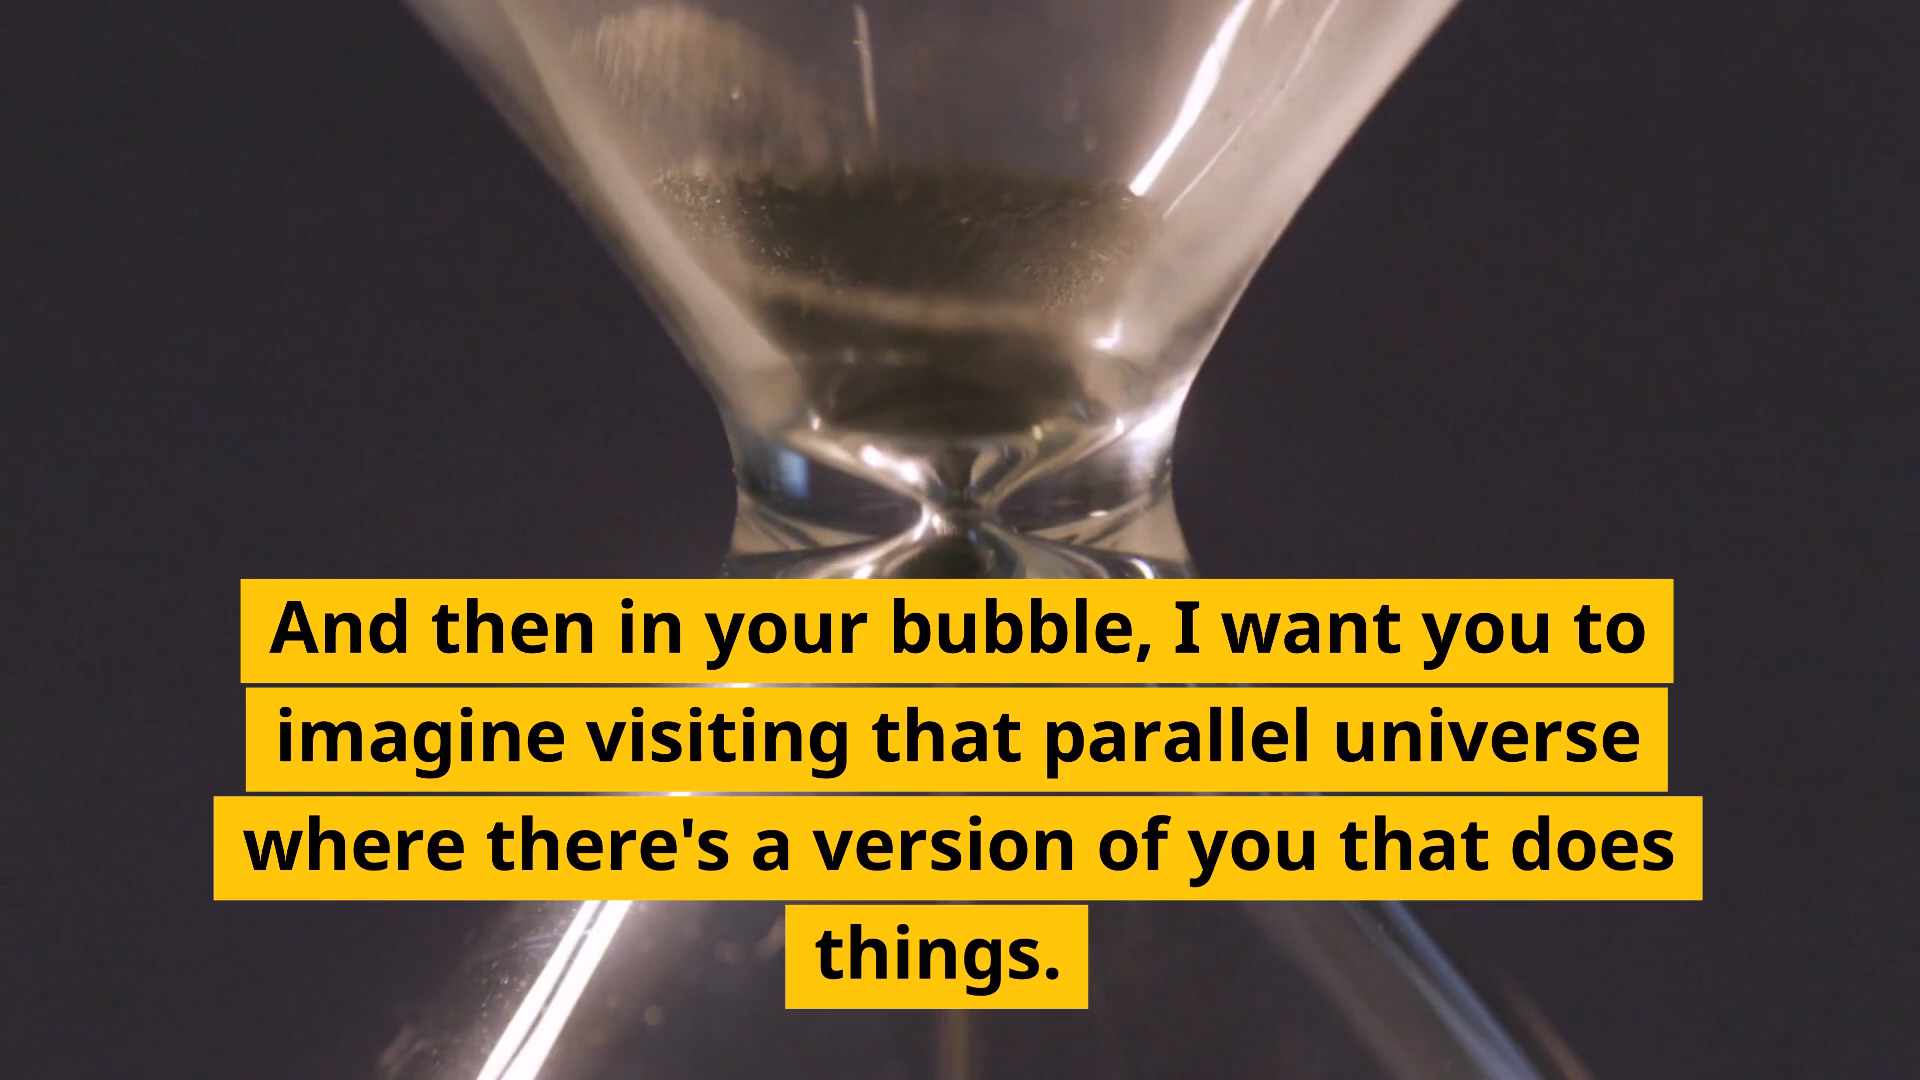 And then in your bubble, I want you to
imagine visiting that parallel universe
where there's a version of you that does
things.